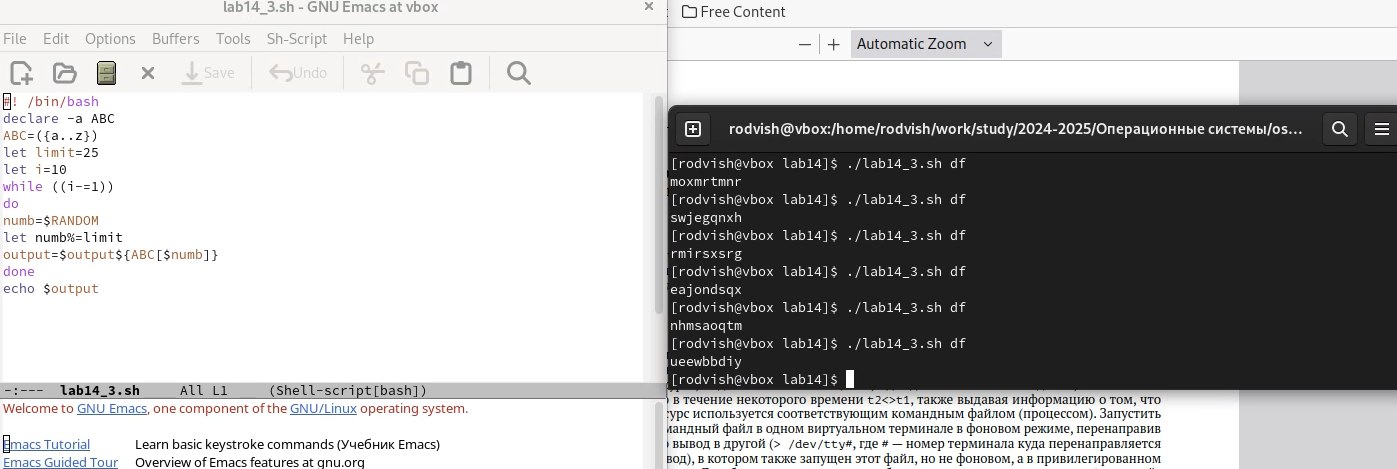 lab14_3.sh - GNU Emacs at vbox
File Edit Options Buffers Tools Sh-Script Help
Save Undo
#! /bin/bash
declare -a ABC
ABC=({a..z})
let limit=25
let i=10
while ((i-=1))
do
numb=$RANDOM
let numb%=limit
output=$output${ABC[$numb]}
done
echo $output
-:--- lab14_3.sh All L1 (Shell-script[bash])
Welcome to GNU Emacs, one component of the GNU/Linux operating system.
Emacs Tutorial Learn basic keystroke commands (Учебник Emacs)
Emacs Guided Tour Overview of Emacs features at gnu.org
Free Content
Automatic Zoom
rodvish@vbox:/home/rodvish/work/study/2024-2025/Операционные системы/os...
[rodvish@vbox lab14]$ ./lab14_3.sh df
moxmrtmnr
[rodvish@vbox lab14]$ ./lab14_3.sh df
swjegqnxh
[rodvish@vbox lab14]$ ./lab14_3.sh df
rmirsxsrg
[rodvish@vbox lab14]$ ./lab14_3.sh df
eajondsqx
[rodvish@vbox lab14]$ ./lab14_3.sh df
nhmsaoqtm
[rodvish@vbox lab14]$ ./lab14_3.sh df
ueewbbdiy
[rodvish@vbox lab14]$
в течение некоторого времени t2<>t1, также выдавая информацию о том, что
урс используется соответствующим командным файлом (процессом). Запустить
мандный файл в одном виртуальном терминале в фоновом режиме, перенаправив
вывод в другой (> /dev/tty#, где # — номер терминала куда перенаправляется
вод), в котором также запущен этот файл, но не фоновом, а в привилегированном